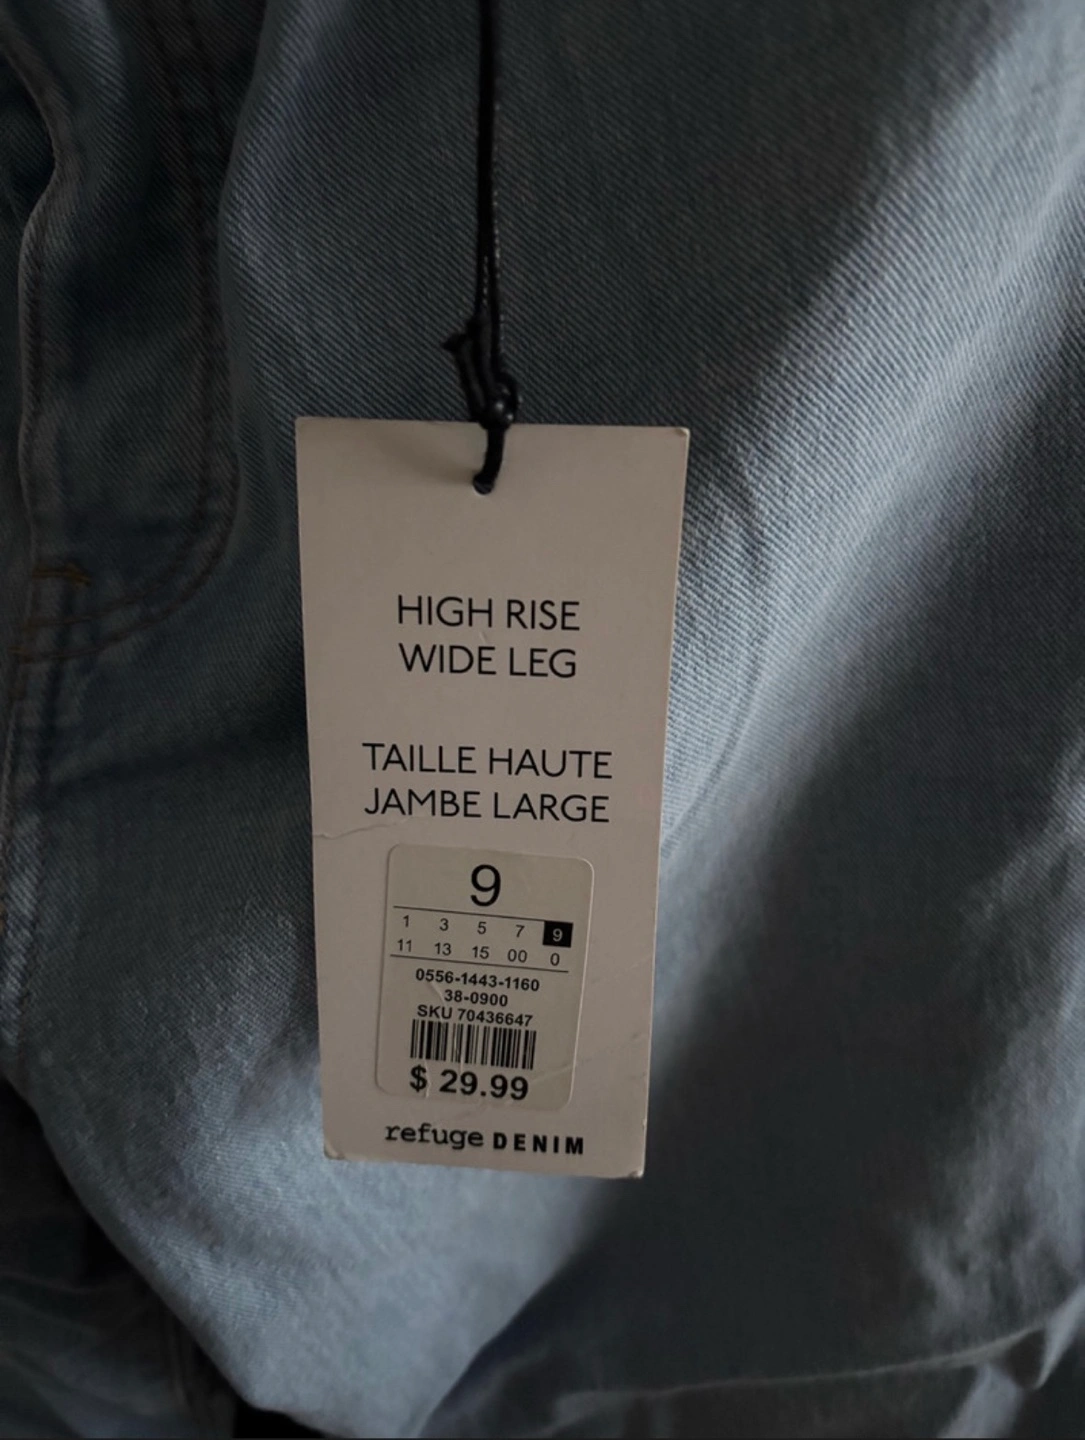 HIGH RISE
WIDE LEG
TAILLE HAUTE
JAMBE LARGE
9
1 3 5 7 9
11 13 15 00 0
0556-1443-1160
38-0900
SKU 70436647
$ 29.99
refuge DENIM